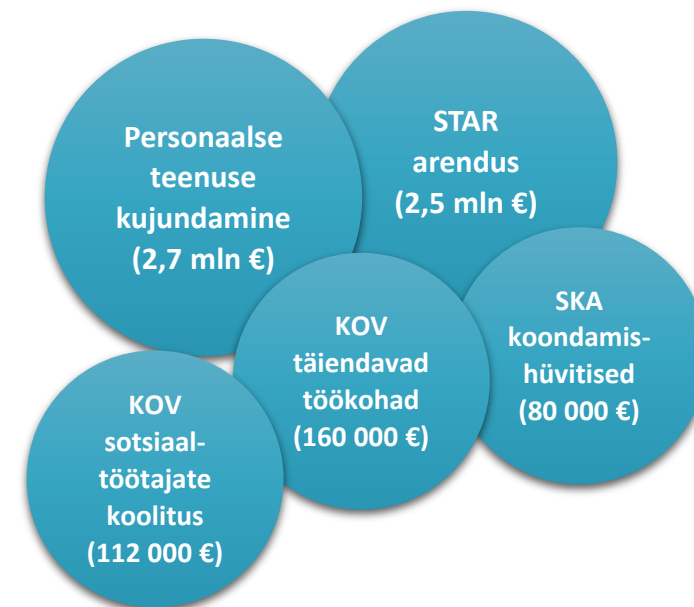 Personaalse
teenuse
kujundamine
(2,7 mln €)
STAR
arendus
(2,5 mln €)
KOV
täiendavad
töökohad
(160 000 €)
SKA
koondamis-
hüvitised
(80 000 €)
KOV
sotsiaal-
töötajate
koolitus
(112 000 €)